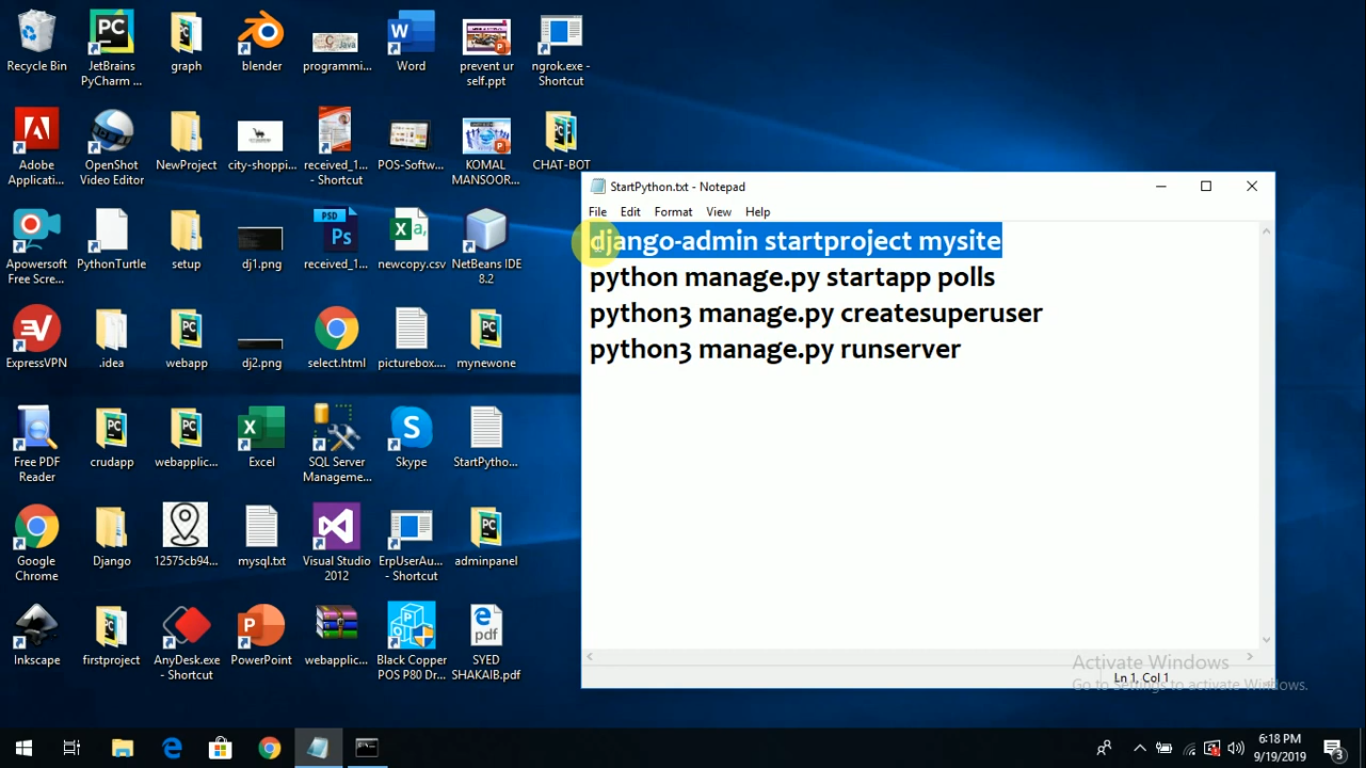 Recycle Bin
JetBrains
PyCharm ...
graph
blender
programmi...
Word
prevent ur
self.ppt
ngrok.exe -
Shortcut
Adobe
Applicati...
OpenShot
Video Editor
NewProject
city-shoppi...
received_1...
- Shortcut
POS-Softw...
KOMAL
MANSOOR...
CHAT-BOT
Apowersoft
Free Scre...
PythonTurtle
setup
dj1.png
received_1...
newcopy.csv
NetBeans IDE
8.2
ExpressVPN
.idea
webapp
dj2.png
select.html
picturebox....
mynewone
Free PDF
Reader
crudapp
webapplic...
Excel
SQL Server
Manageme...
Skype
StartPytho...
Google
Chrome
Django
12575cb94...
mysql.txt
Visual Studio
2012
ErpUserAu...
- Shortcut
adminpanel
Inkscape
firstproject
AnyDesk.exe
- Shortcut
PowerPoint
webapplic...
Black Copper
POS P80 Dr...
SYED
SHAKAIB.pdf
StartPython.txt - Notepad
File Edit Format View Help
django-admin startproject mysite
python manage.py startapp polls
python3 manage.py createsuperuser
python3 manage.py runserver
Activate Windows
Ln 1, Col 1
Go to Settings to activate Windows.
6:18 PM
9/19/2019
3